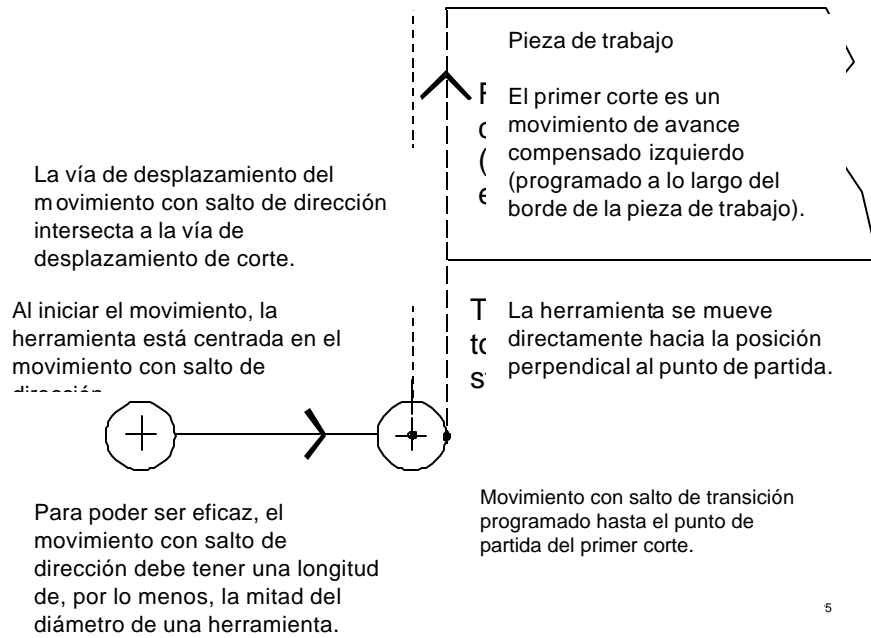 Pieza de trabajo
El primer corte es un
movimiento de avance
compensado izquierdo
(programado a lo largo del
borde de la pieza de trabajo).
La vía de desplazamiento del
movimiento con salto de dirección
intersecta a la vía de
desplazamiento de corte.
Al iniciar el movimiento, la
herramienta está centrada en el
movimiento con salto de
dirección
La herramienta se mueve
directamente hacia la posición
perpendical al punto de partida.
Para poder ser eficaz, el
movimiento con salto de
dirección debe tener una longitud
de, por lo menos, la mitad del
diámetro de una herramienta.
Movimiento con salto de transición
programado hasta el punto de
partida del primer corte.